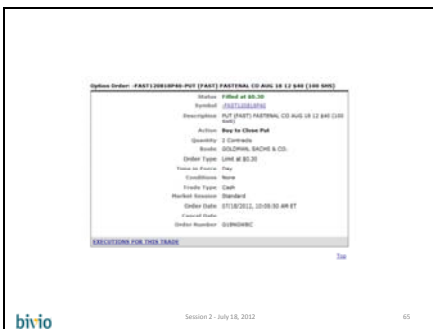 Option Order: -FAST120818P40-PUT (FAST) FASTENAL CO AUG 18 12 $40 (100 SHS)
Status Filled at $0.30
Symbol -FAST120818P40
Description PUT (FAST) FASTENAL CO AUG 18 12 $40 (100
SHS)
Action Buy to Close Put
Quantity 2 Contracts
Route GOLDMAN, SACHS & CO.
Order Type Limit at $0.30
Time in Force Day
Conditions None
Trade Type Cash
Market Session Standard
Order Date 07/18/2012, 10:09:50 AM ET
Cancel Date
Order Number
EXECUTIONS FOR THIS TRADE
Top
bivio
Session 2 - July 18, 2012
65